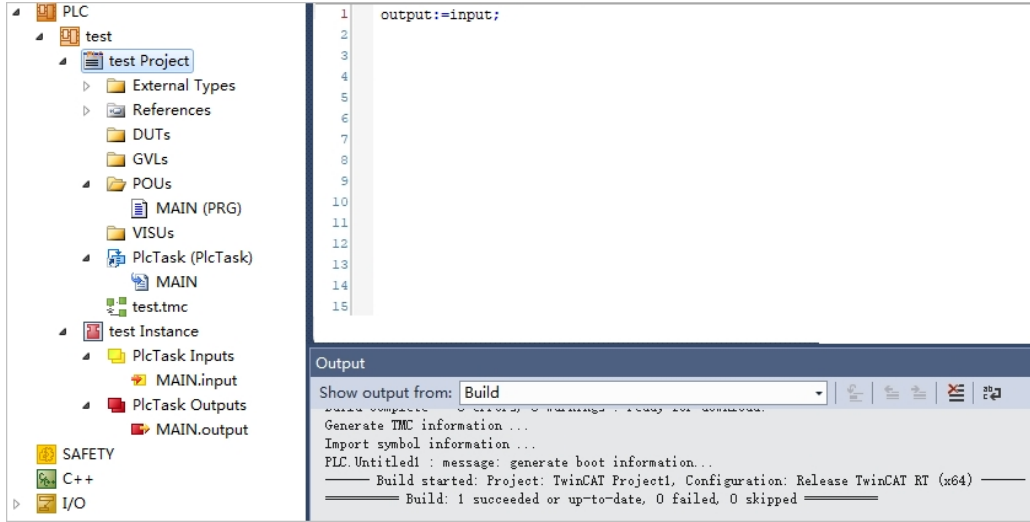 PLC
test
test Project
External Types
References
DUTs
GVLs
POUs
MAIN (PRG)
VISUs
PlcTask (PlcTask)
MAIN
test.tmc
test Instance
PlcTask Inputs
MAIN.input
PlcTask Outputs
MAIN.output
SAFETY
C++
I/O
1 output:=input;
2
3
4
5
6
7
8
9
10
11
12
13
14
15
Output
Show output from: Build
Generate TMC information ...
Import symbol information ...
PLC.Untitled1 : message: generate boot information...
------ Build started: Project: TwinCAT Project1, Configuration: Release TwinCAT RT (x64) ------
========== Build: 1 succeeded or up-to-date, 0 failed, 0 skipped ==========